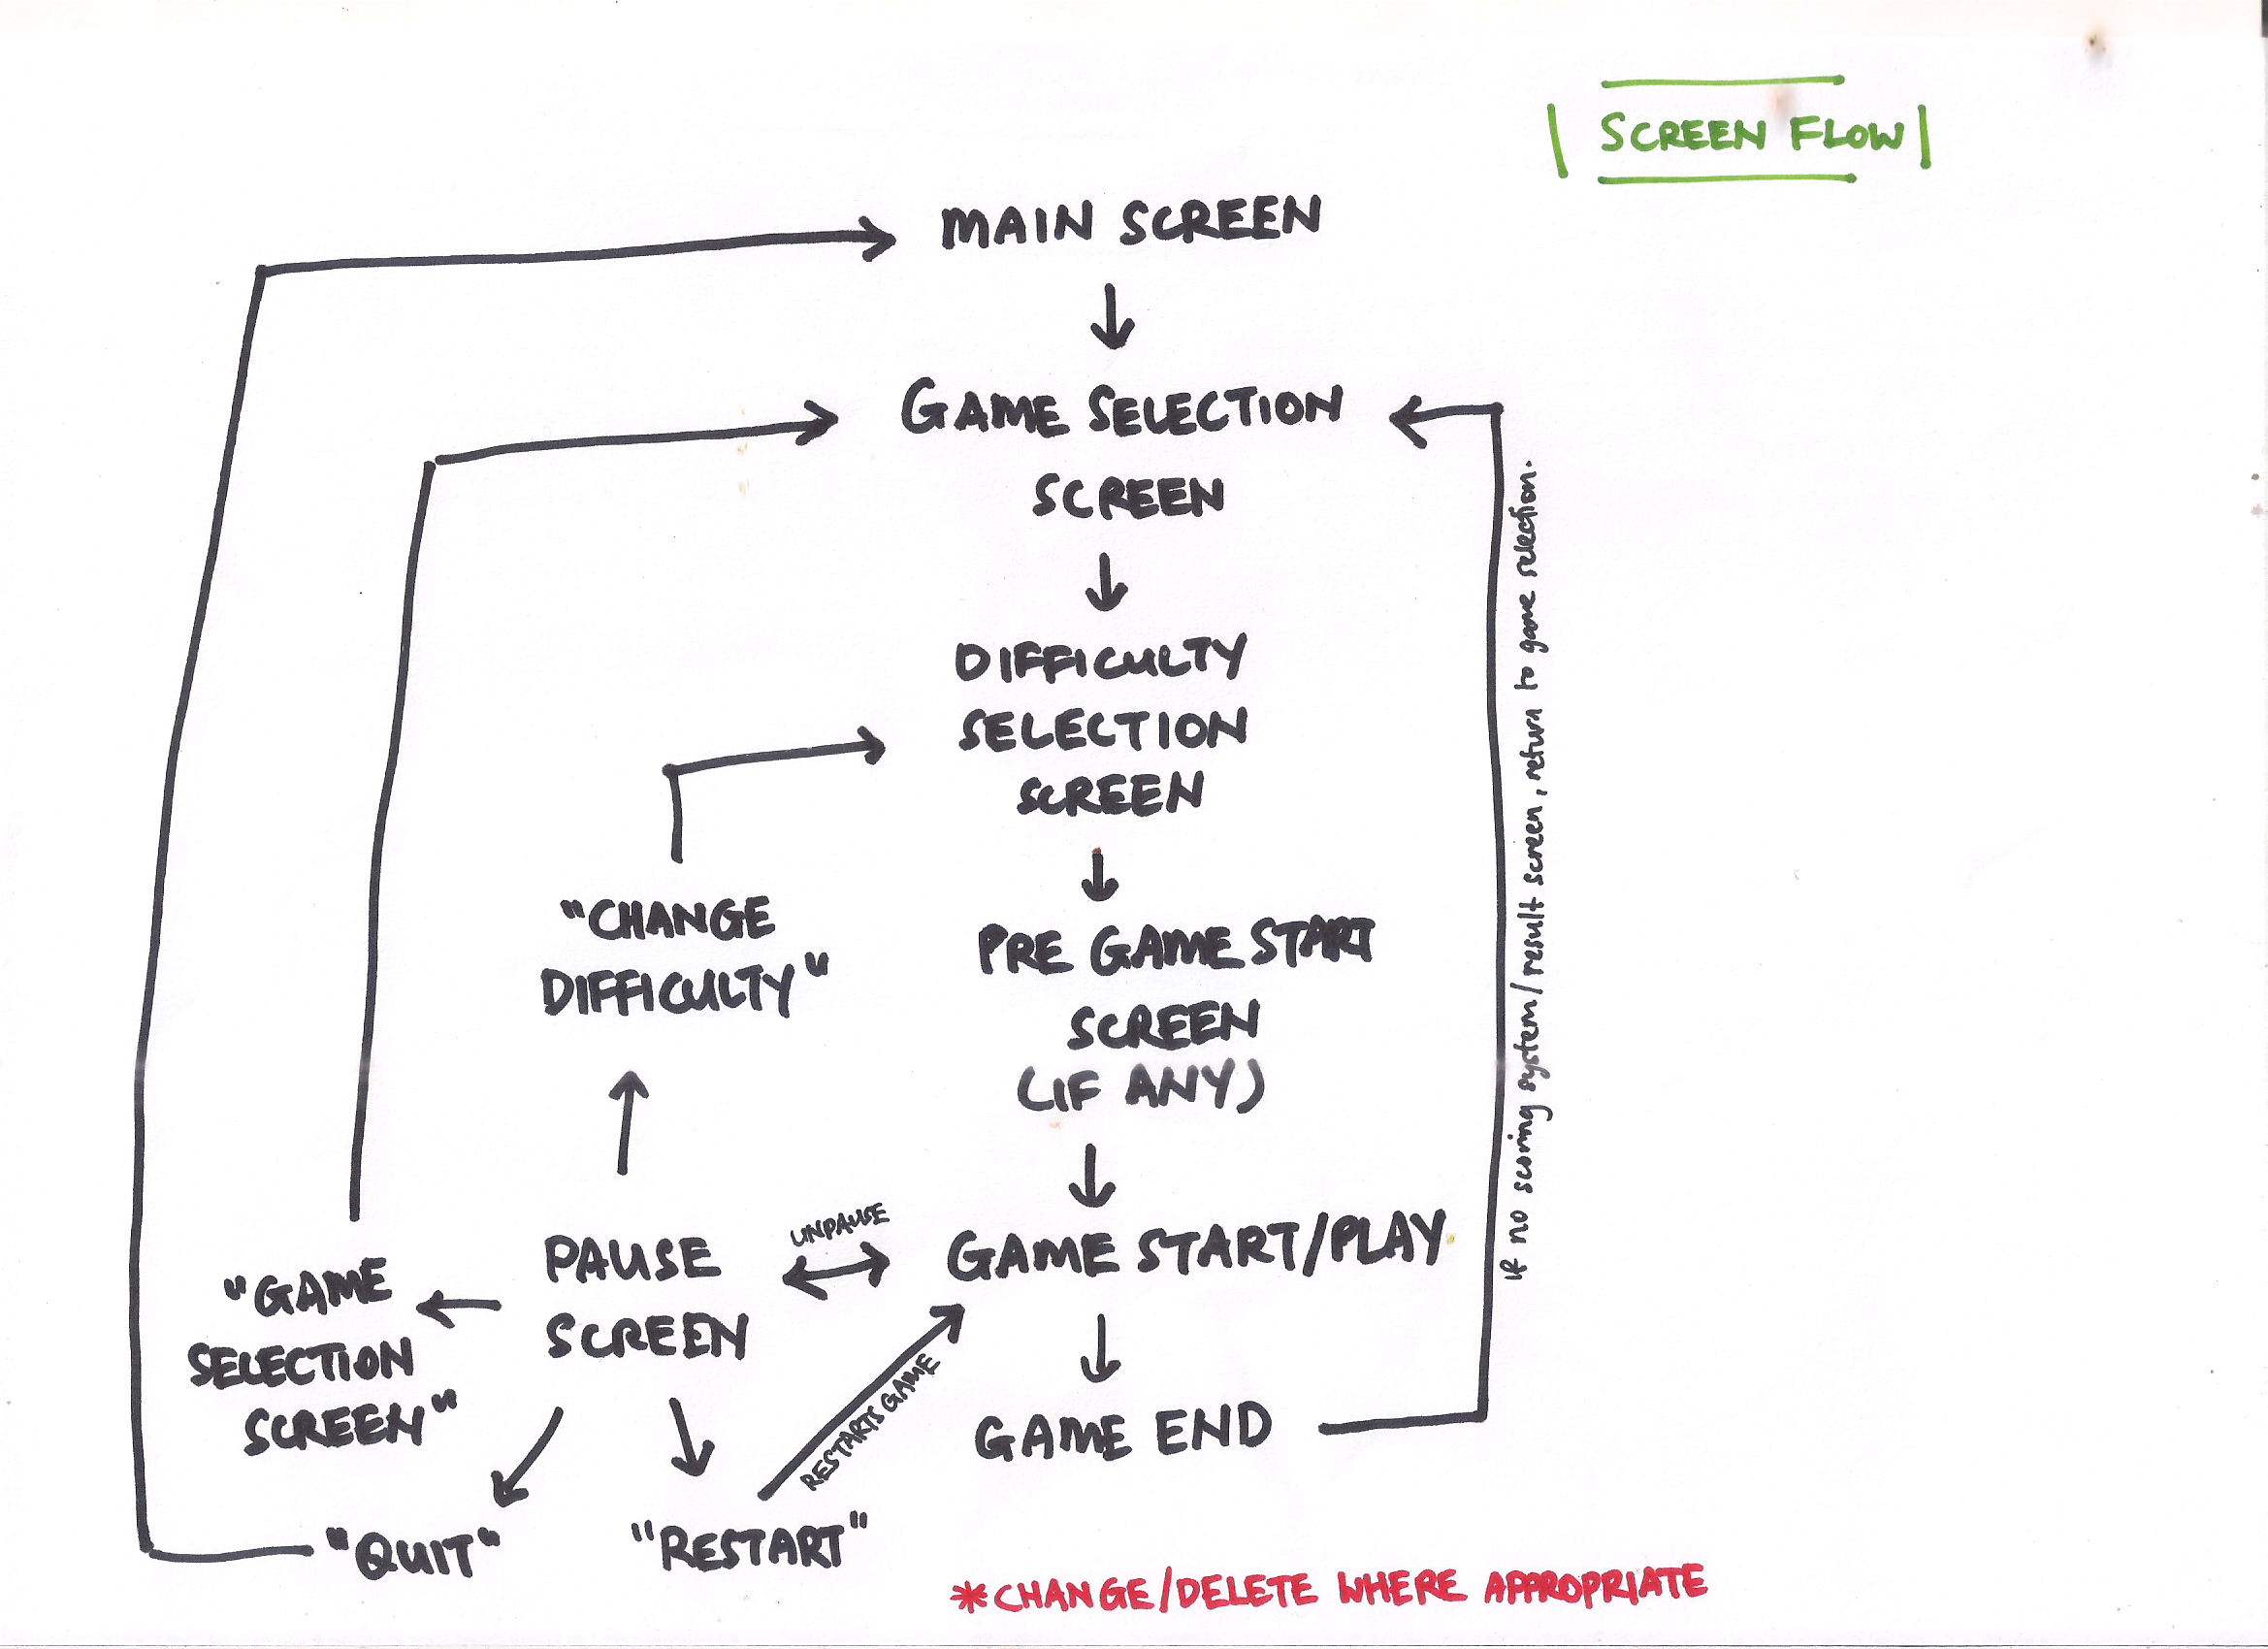 SCREEN FLOW
MAIN SCREEN
GAME SELECTION
SCREEN
DIFFICULTY
SELECTION
SCREEN
"CHANGE
DIFFICULTY"
PRE GAME START
SCREEN
(IF ANY)
If no scoring system/result screen, return to game selection.
UNPAUSE
GAME START/PLAY
PAUSE
SCREEN
"GAME
SELECTION
SCREEN"
RESTARTS GAME
GAME END
"QUIT"
"RESTART"
*CHANGE/DELETE WHERE APPROPRIATE